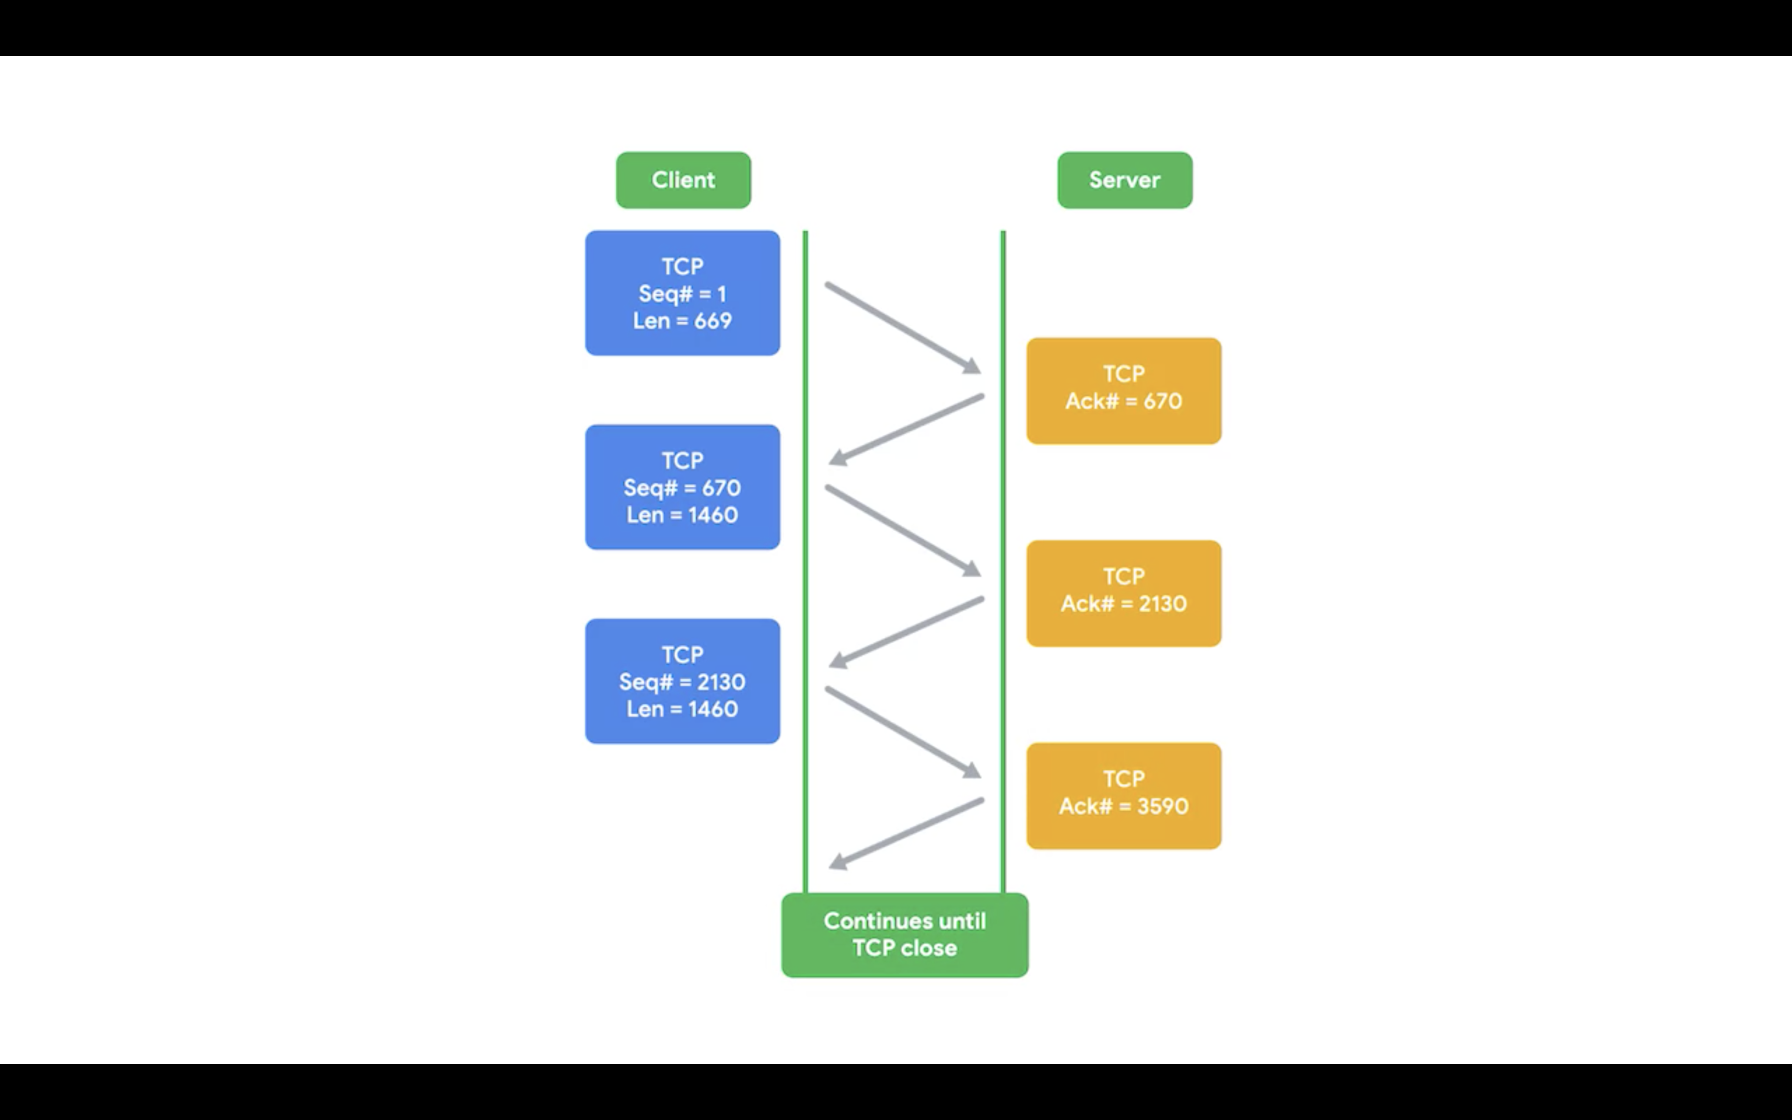 Client
Server
TCP
Seq# = 1
Len = 669
TCP
Ack# = 670
TCP
Seq# = 670
Len = 1460
TCP
Ack# = 2130
TCP
Seq# = 2130
Len = 1460
TCP
Ack# = 3590
Continues until
TCP close